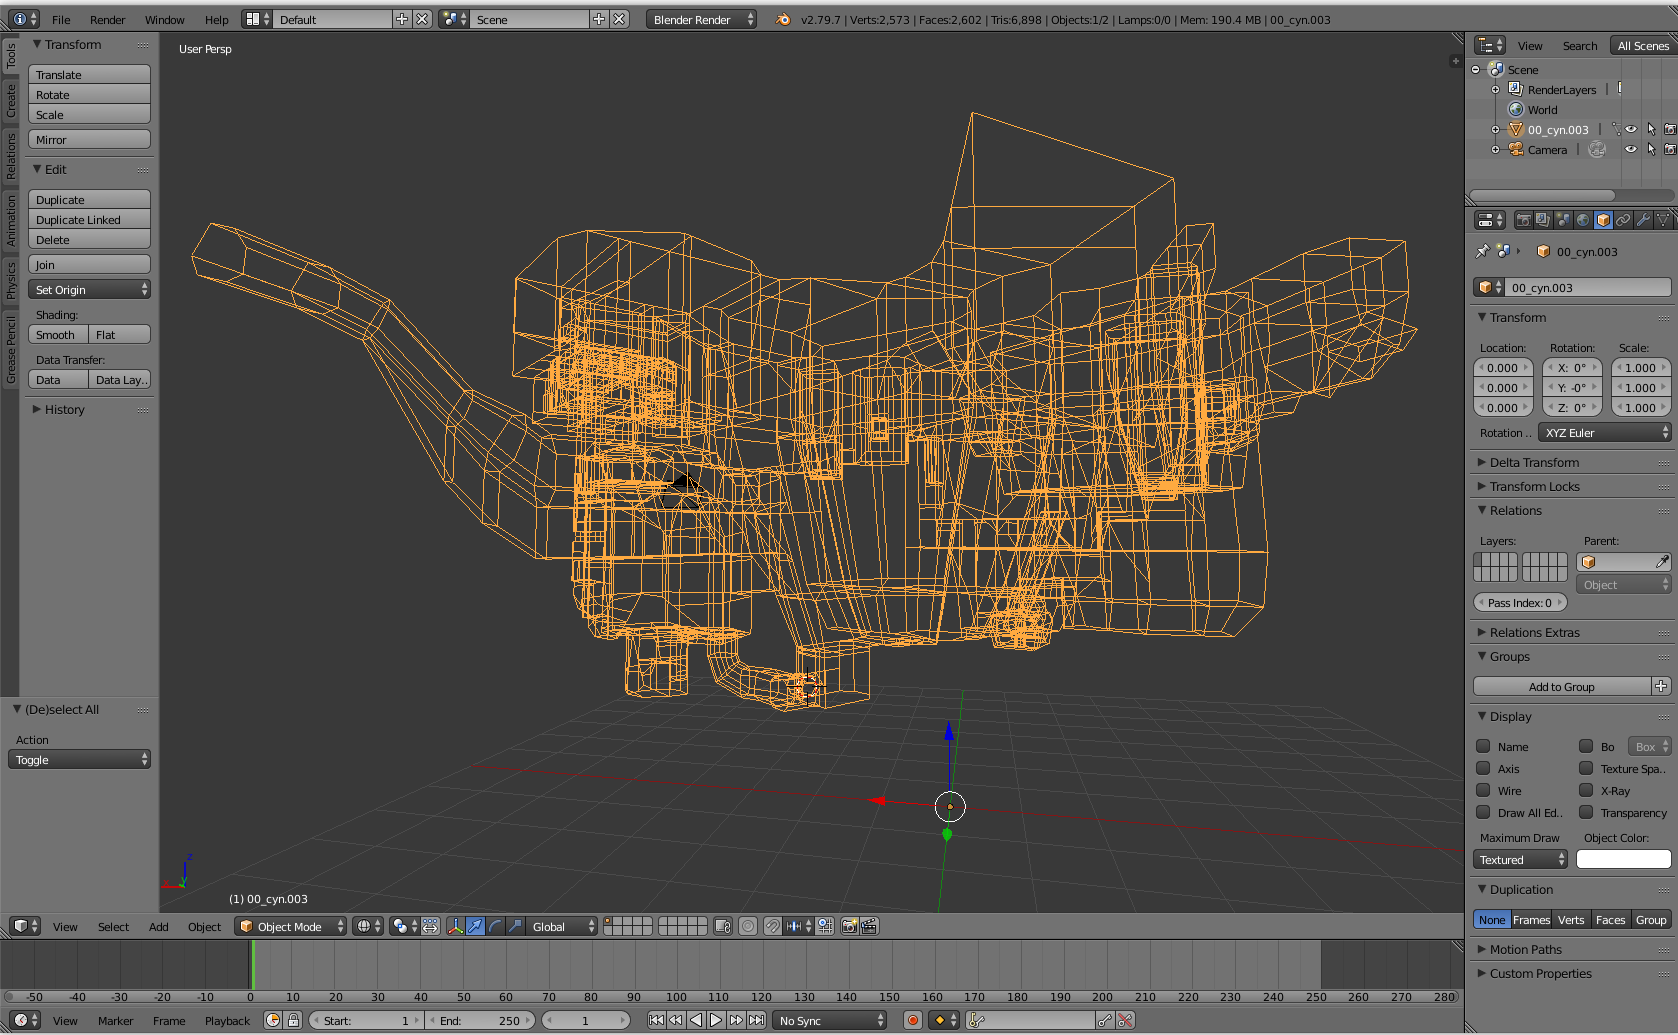 File Render Window Help Default Scene Blender Render v2.79.7 | Verts:2,573 | Faces:2,602 | Tris:6,898 | Objects:1/2 | Lamps:0/0 | Mem: 190.4 MB | 00_cyn.003
Tools
Create
Relations
Animation
Physics
Grease Pencil
Transform
Translate
Rotate
Scale
Mirror
Edit
Duplicate
Duplicate Linked
Delete
Join
Set Origin
Shading:
Smooth Flat
Data Transfer:
Data Data Lay..
History
(De)select All
Action
Toggle
User Persp
z
(1) 00_cyn.003
View Select Add Object Object Mode Global
-50 -40 -30 -20 -10 0 10 20 30 40 50 60 70 80 90 100 110 120 130 140 150 160 170 180 190 200 210 220 230 240 250 260 270 280
View Marker Frame Playback Start: 1 End: 250 1 No Sync
View Search All Scenes
Scene
RenderLayers
World
00_cyn.003
Camera
00_cyn.003
00_cyn.003
Transform
Location: Rotation: Scale:
0.000 X: 0° 1.000
0.000 Y: -0° 1.000
0.000 Z: 0° 1.000
Rotation .. XYZ Euler
Delta Transform
Transform Locks
Relations
Layers: Parent:
Object
Pass Index: 0
Relations Extras
Groups
Add to Group
Display
Name Bo Box
Axis Texture Spa..
Wire X-Ray
Draw All Ed.. Transparency
Maximum Draw Object Color:
Textured
Duplication
None Frames Verts Faces Group
Motion Paths
Custom Properties